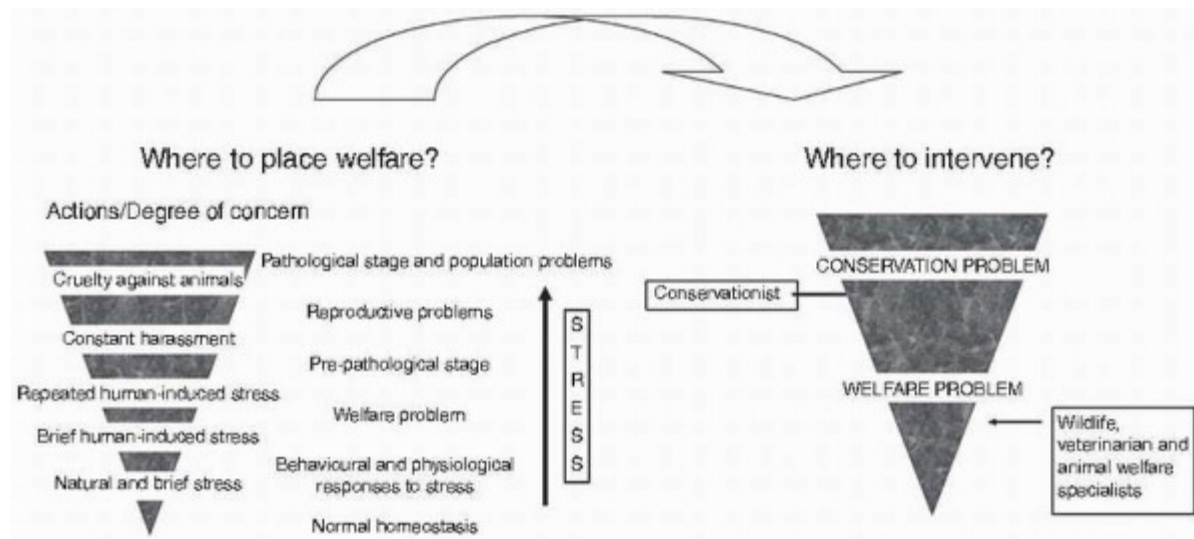 Where to place welfare?
Where to intervene?
Actions/Degree of concern
Cruelty against animals
Constant harassment
Repeated human-induced stress
Brief human-induced stress
Natural and brief stress
Pathological stage and population problems
Reproductive problems
Pre-pathological stage
Welfare problem
Behavioural and physiological
responses to stress
Normal homeostasis
STRESS
CONSERVATION PROBLEM
Conservationist
WELFARE PROBLEM
Wildlife,
veterinarian and
animal welfare
specialists